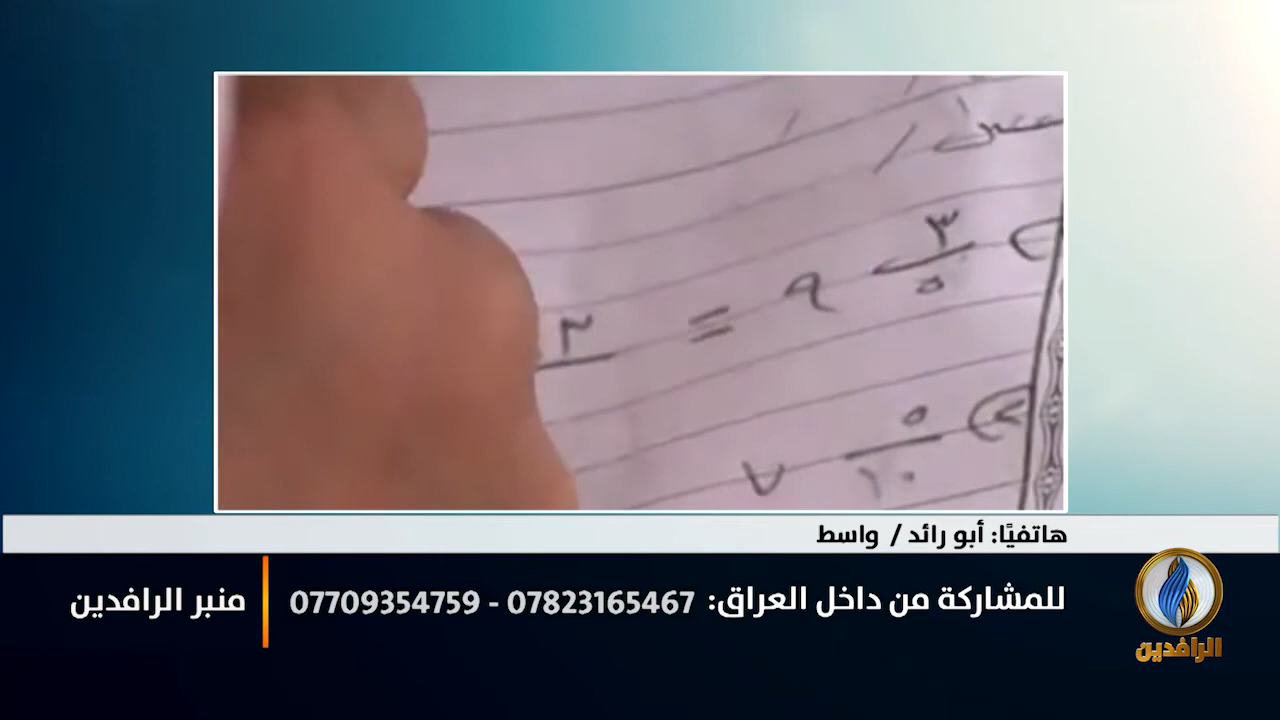 ٣/٥ ٩ = ٣
٥/١٠ ٧
هاتفيًا: أبو رائد / واسط
للمشاركة من داخل العراق: 07823165467 - 07709354759
منبر الرافدين
الرافدين